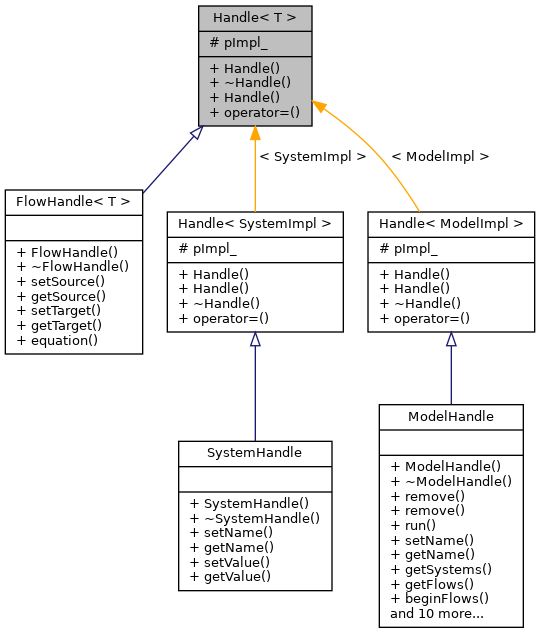 Handle< T >
# pImpl_
+ Handle()
+ ~Handle()
+ Handle()
+ operator=()
< SystemImpl >
< ModelImpl >
FlowHandle< T >
+ FlowHandle()
+ ~FlowHandle()
+ setSource()
+ getSource()
+ setTarget()
+ getTarget()
+ equation()
Handle< SystemImpl >
# pImpl_
+ Handle()
+ Handle()
+ ~Handle()
+ operator=()
Handle< ModelImpl >
# pImpl_
+ Handle()
+ Handle()
+ ~Handle()
+ operator=()
SystemHandle
+ SystemHandle()
+ ~SystemHandle()
+ setName()
+ getName()
+ setValue()
+ getValue()
ModelHandle
+ ModelHandle()
+ ~ModelHandle()
+ remove()
+ remove()
+ run()
+ setName()
+ getName()
+ getSystems()
+ getFlows()
+ beginFlows()
and 10 more...